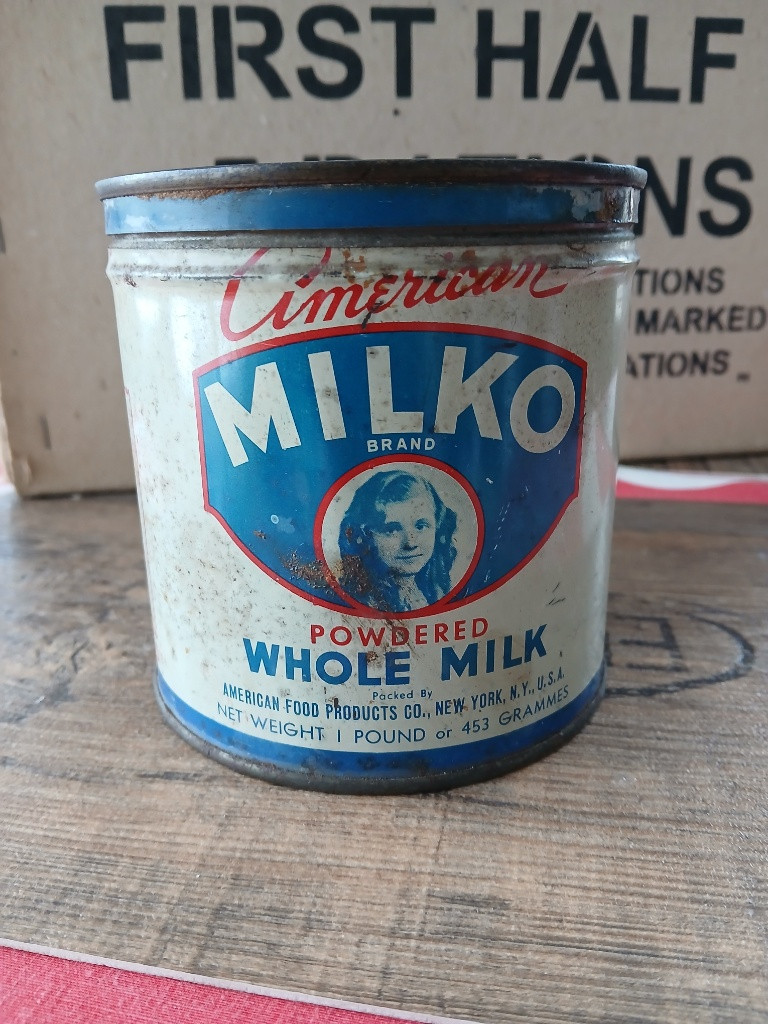 FIRST HALF
RATIONS
TIONS
MARKED
ATIONS
American
MILKO
BRAND
POWDERED
WHOLE MILK
Packed By
AMERICAN FOOD PRODUCTS CO., NEW YORK, N.Y., U.S.A.
NET WEIGHT 1 POUND or 453 GRAMMES